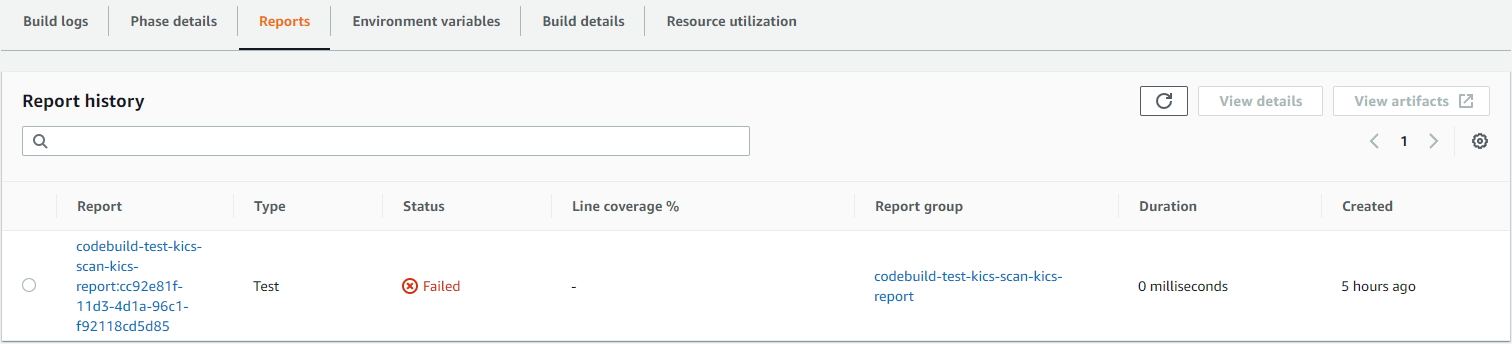 Build logs
Phase details
Reports
Environment variables
Build details
Resource utilization
Report history
View details
View artifacts
1
Report
Type
Status
Line coverage %
Report group
Duration
Created
codebuild-test-kics-
scan-kics-
report:cc92e81f-
11d3-4d1a-96c1-
f92118cd5d85
Test
Failed
-
codebuild-test-kics-scan-kics-
report
0 milliseconds
5 hours ago